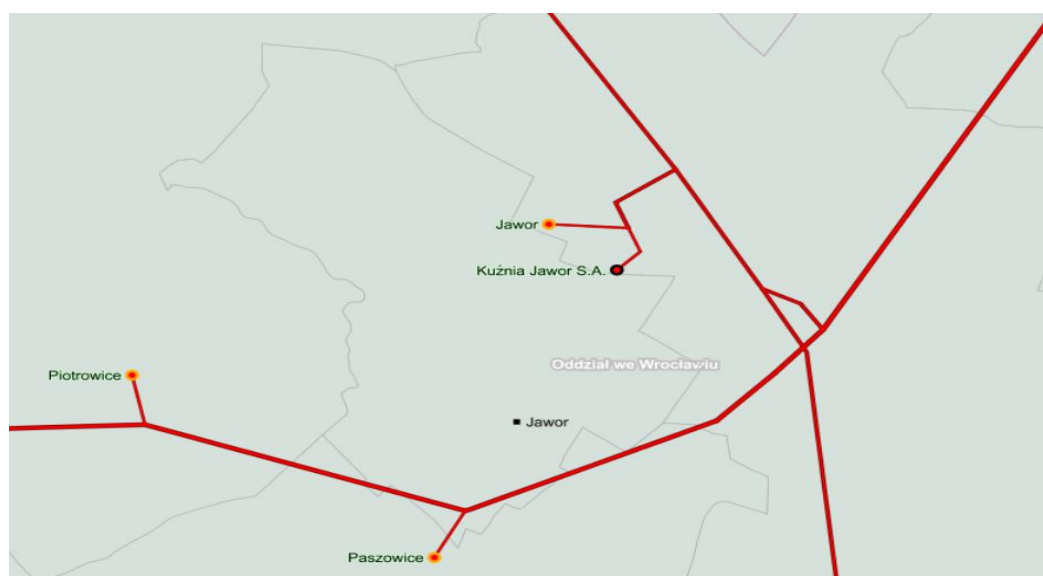 Jawor
Kuźnia Jawor S.A.
Oddział we Wrocławiu
Piotrowice
Jawor
Paszowice